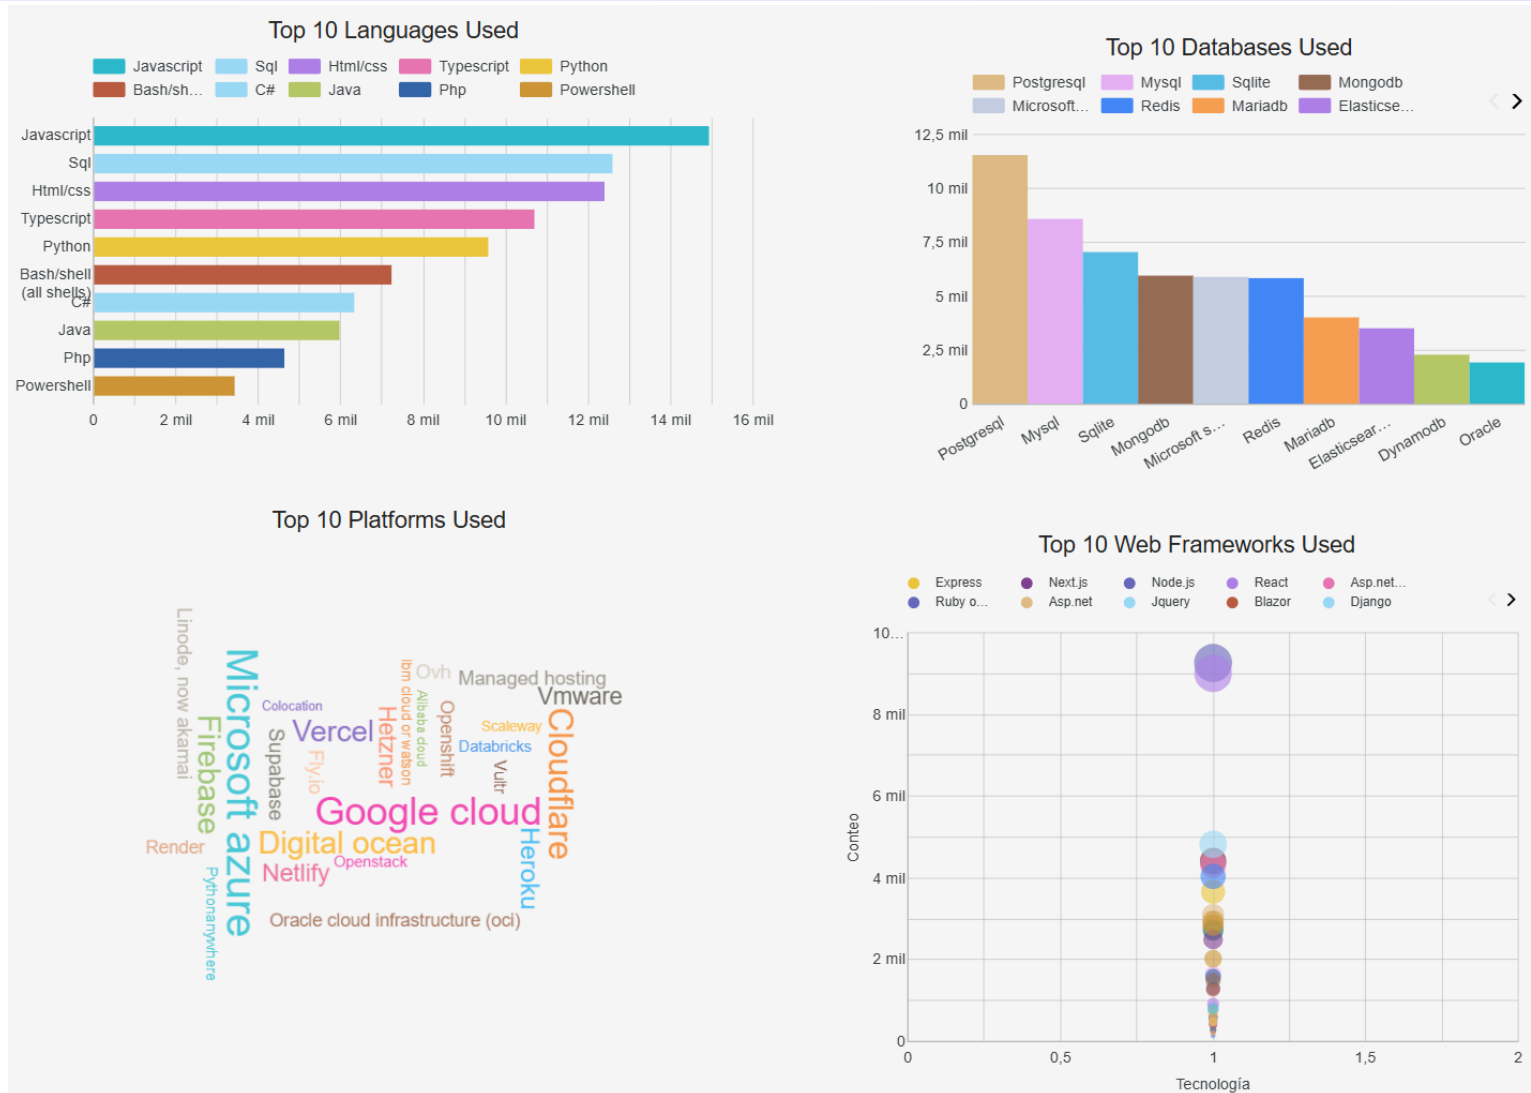 Top 10 Languages Used
Javascript Sql Html/css Typescript Python
Bash/sh... C# Java Php Powershell
Javascript
Sql
Html/css
Typescript
Python
Bash/shell
(all shells)
C#
Java
Php
Powershell
0 2 mil 4 mil 6 mil 8 mil 10 mil 12 mil 14 mil 16 mil
Top 10 Databases Used
Postgresql Mysql Sqlite Mongodb
Microsoft... Redis Mariadb Elasticse...
12,5 mil
10 mil
7,5 mil
5 mil
2,5 mil
0
Postgresql Mysql Sqlite Mongodb Microsoft s... Redis Mariadb Elasticsear... Dynamodb Oracle
Top 10 Platforms Used
Linode, now akamai
Microsoft azure
Firebase
Colocation
Vercel
Supabase
Fly.io
Hetzner
Ibm cloud or watson
Ovh
Alibaba cloud
Openshift
Managed hosting
Vmware
Scaleway
Databricks
Vultr
Cloudflare
Google cloud
Digital ocean
Heroku
Render
Openstack
Netlify
Pythonanywhere
Oracle cloud infrastructure (oci)
Top 10 Web Frameworks Used
Express Next.js Node.js React Asp.net...
Ruby o... Asp.net Jquery Blazor Django
10...
8 mil
6 mil
4 mil
2 mil
0
Conteo
0 0,5 1 1,5 2
Tecnología